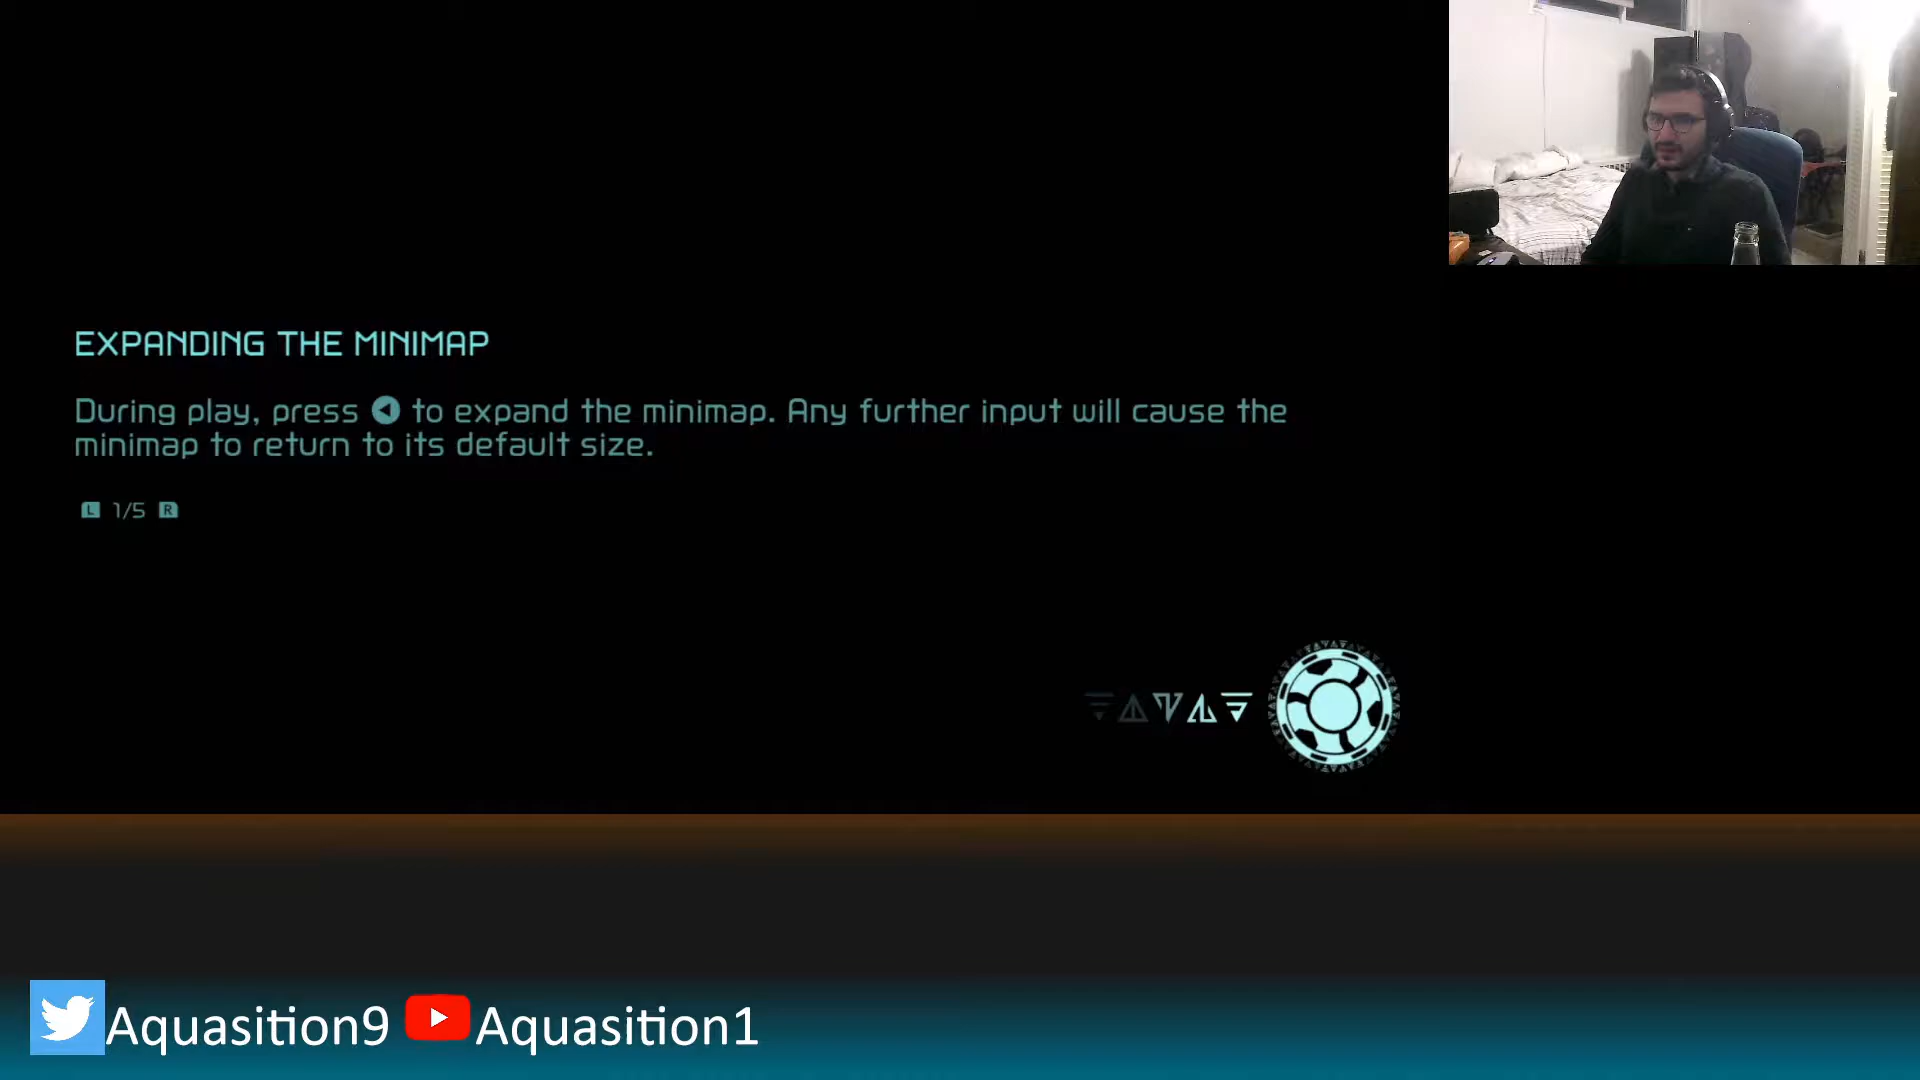 EXPANDING THE MINIMAP
During play, press to expand the minimap. Any further input will cause the
minimap to return to its default size.
L 1/5 R
Aquasition9 Aquasition1